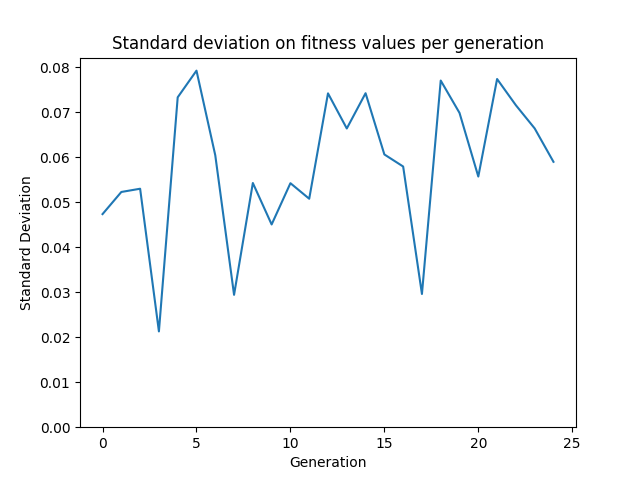 Standard deviation on fitness values per generation
0.08
0.07
0.06
0.05
0.04
0.03
0.02
0.01
0.00
Standard Deviation
0 5 10 15 20 25
Generation